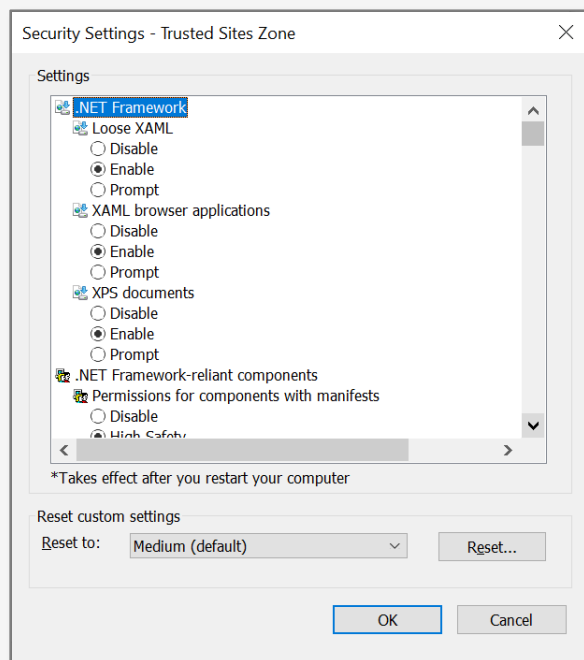 Security Settings - Trusted Sites Zone
Settings
.NET Framework
Loose XAML
Disable
Enable
Prompt
XAML browser applications
Disable
Enable
Prompt
XPS documents
Disable
Enable
Prompt
.NET Framework-reliant components
Permissions for components with manifests
Disable
High Safety
*Takes effect after you restart your computer
Reset custom settings
Reset to: Medium (default) Reset...
OK Cancel